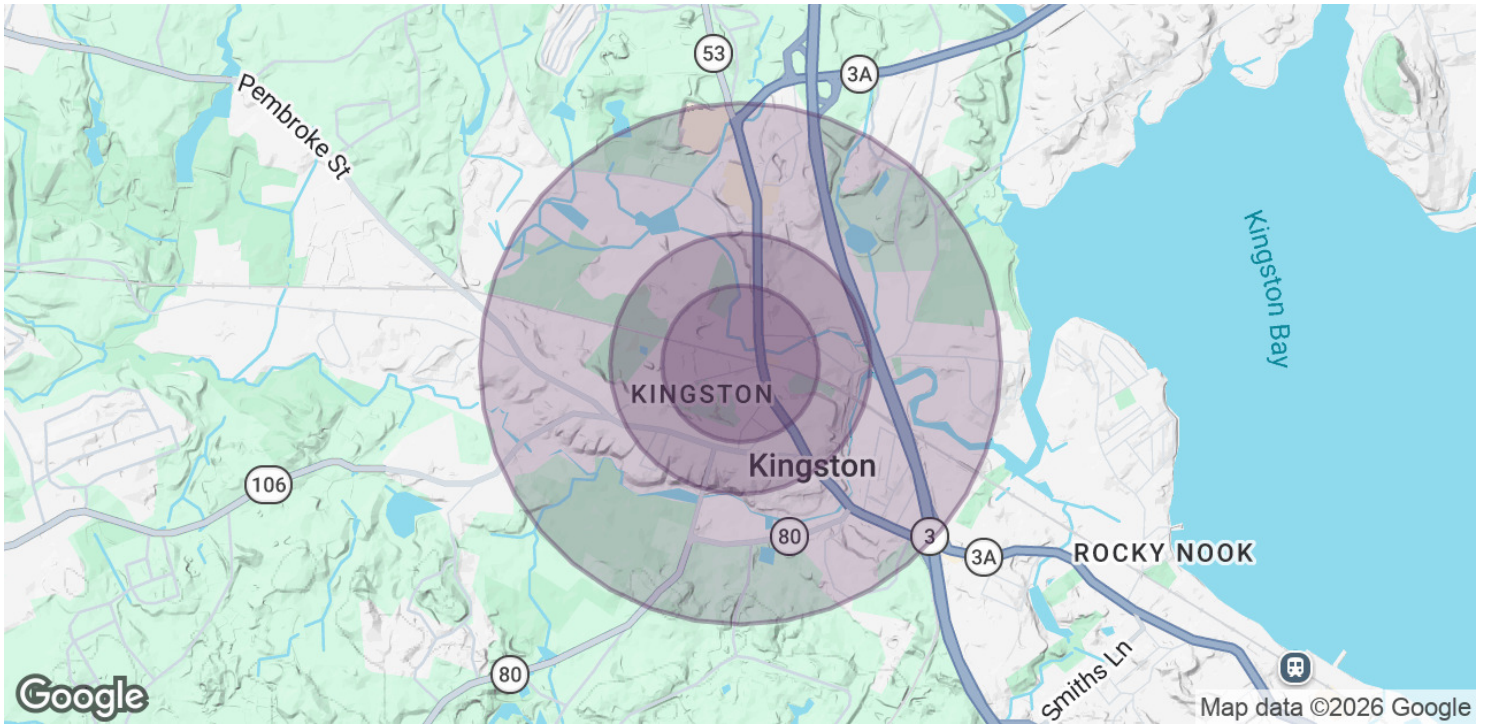 53
3A
Pembroke St
Kingston Bay
KINGSTON
Kingston
106
80
3
3A
ROCKY NOOK
80
Smiths Ln
Google
Map data ©2026 Google